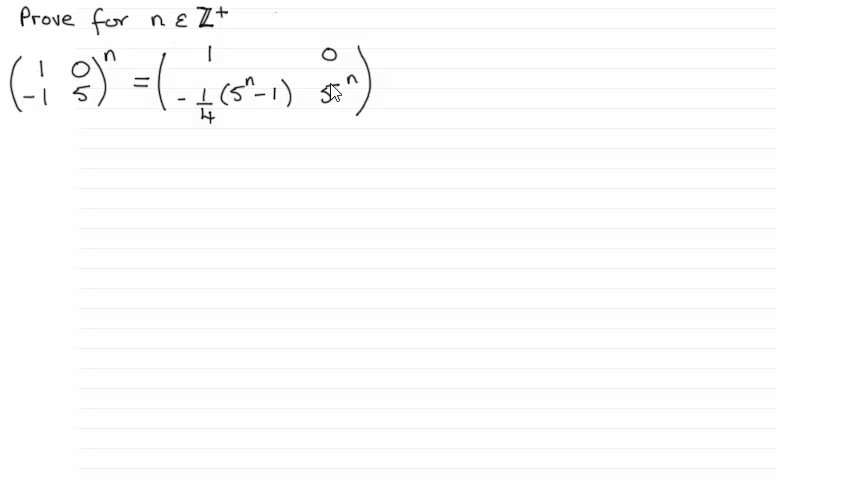 Prove for n ε ℤ⁺
( 1 0 )ⁿ = ( 1 0 )
( -1 5 ) ( -1/4 (5ⁿ-1) 5ⁿ )